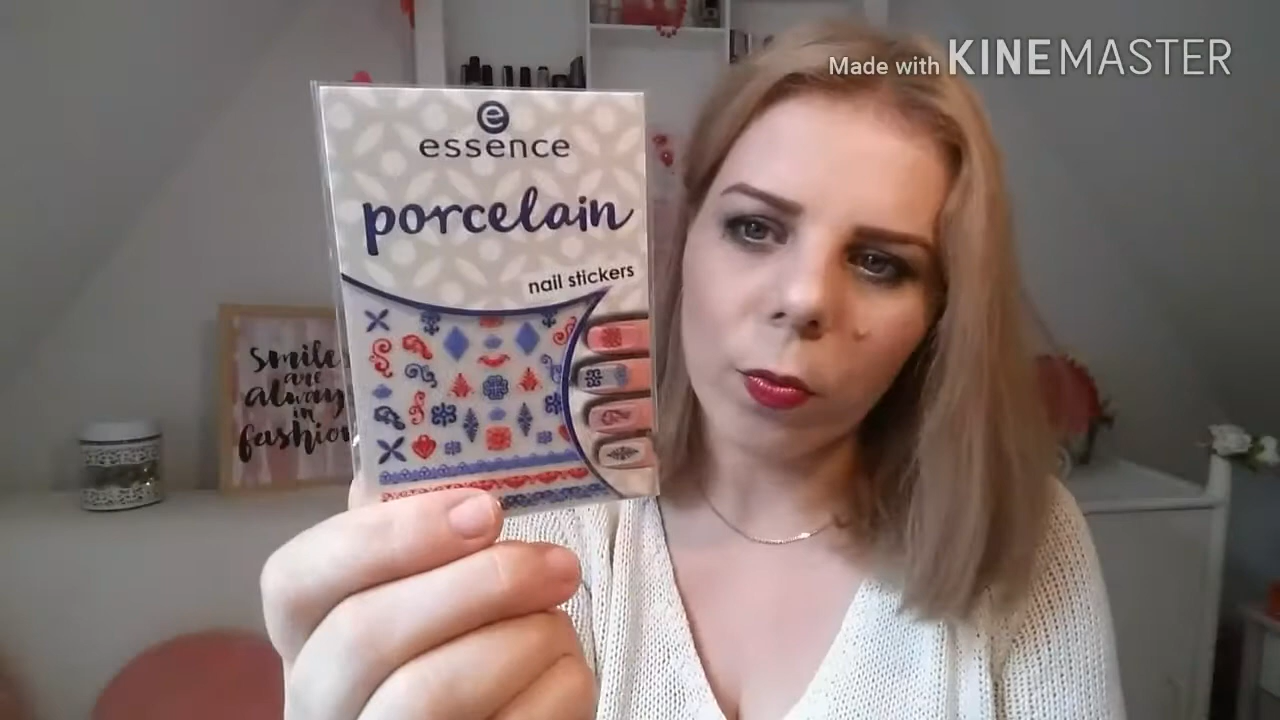 Made with KINEMASTER
e
essence
porcelain
nail stickers
smile
are
always
in
fashion